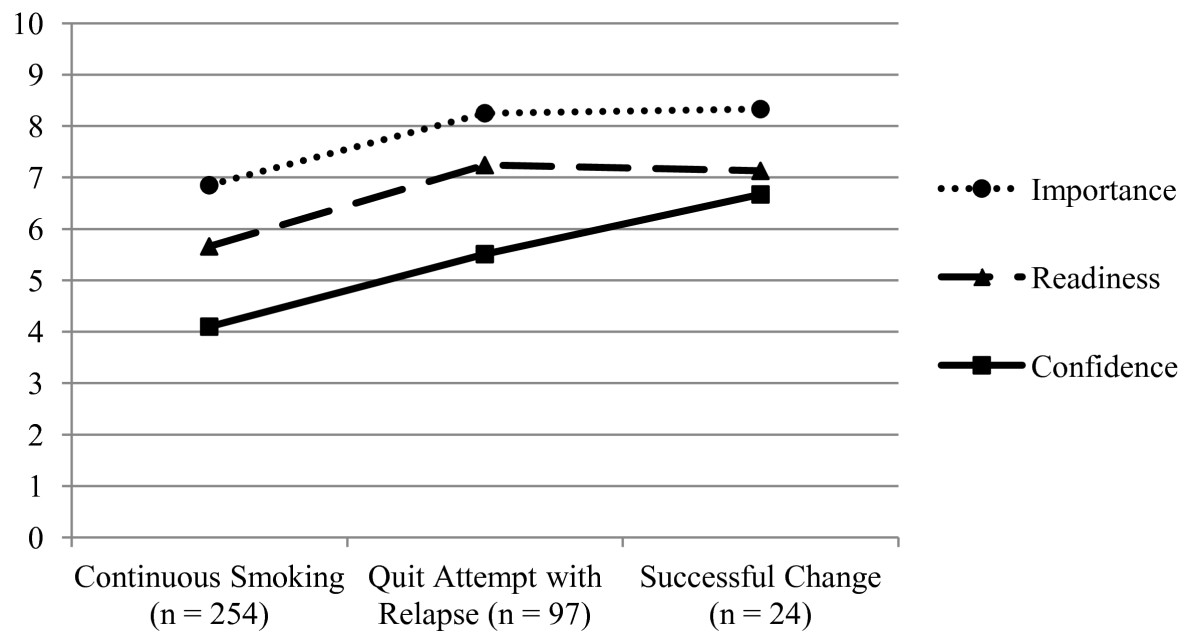 10
9
8
7
6
5
4
3
2
1
0
Importance
Readiness
Confidence
Continuous Smoking
(n = 254)
Quit Attempt with
Relapse (n = 97)
Successful Change
(n = 24)